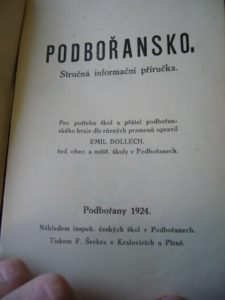 PODBOŘANSKO.
Stručná informační příručka.
Pro potřebu škol a přátel podbořan-
ského kraje dle různých pramenů upravil
EMIL BOLLECH,
řed. obec. a měšť. školy v Podbořanech.
Podbořany 1924.
Nákladem inspek. českých škol v Podbořanech.
Tiskem F. Šrekra v Kralovicích u Plzně.